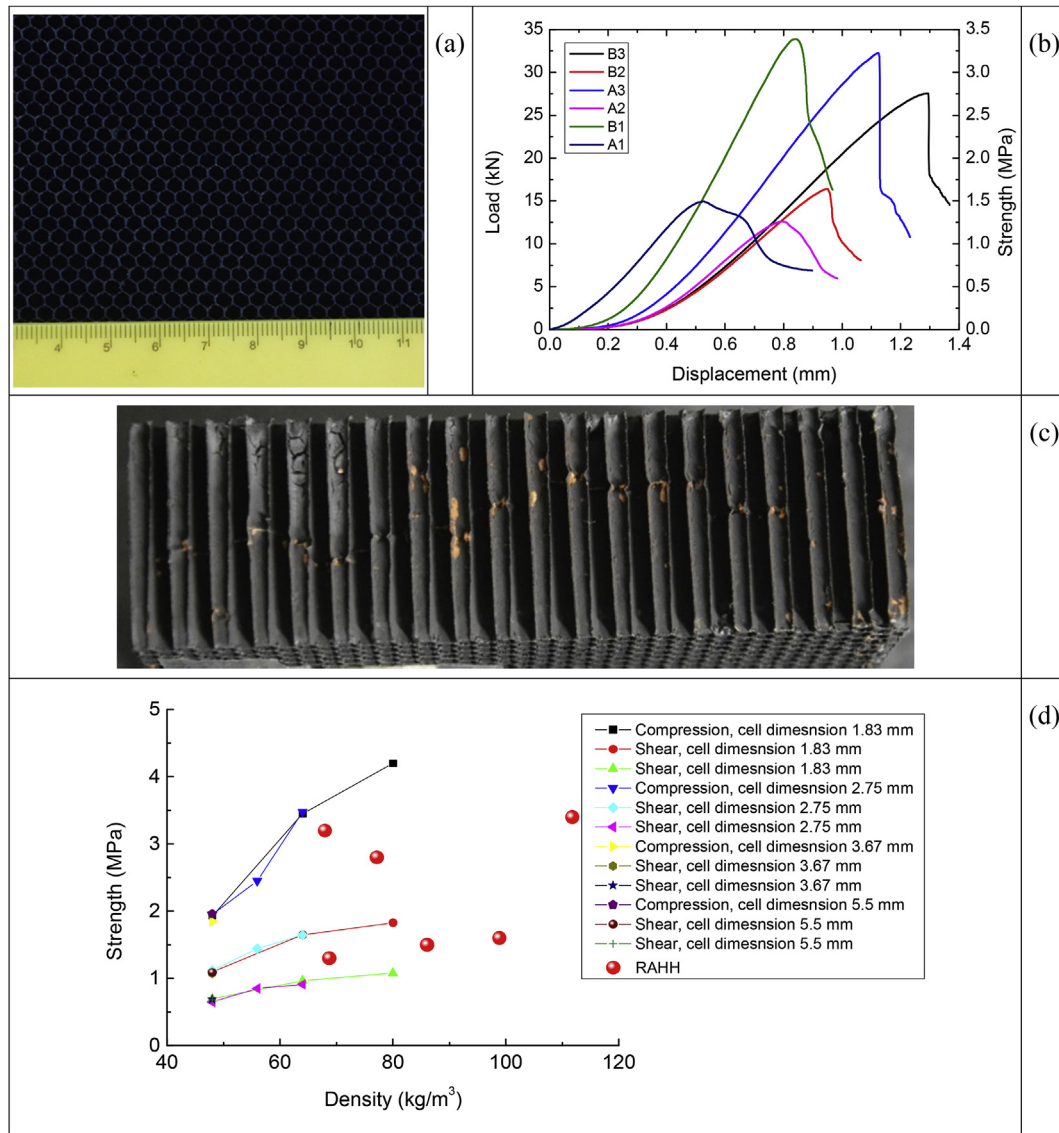 (a)
4 5 6 7 8 9 10 11
(b)
B3
B2
A3
A2
B1
A1
35
30
25
20
15
10
5
0
Load (kN)
3.5
3.0
2.5
2.0
1.5
1.0
0.5
0.0
Strength (MPa)
0.0 0.2 0.4 0.6 0.8 1.0 1.2 1.4
Displacement (mm)
(c)
(d)
5
4
3
2
1
0
Strength (MPa)
40 60 80 100 120
Density (kg/m³)
Compression, cell dimesnsion 1.83 mm
Shear, cell dimesnsion 1.83 mm
Shear, cell dimesnsion 1.83 mm
Compression, cell dimesnsion 2.75 mm
Shear, cell dimesnsion 2.75 mm
Shear, cell dimesnsion 2.75 mm
Compression, cell dimesnsion 3.67 mm
Shear, cell dimesnsion 3.67 mm
Shear, cell dimesnsion 3.67 mm
Compression, cell dimesnsion 5.5 mm
Shear, cell dimesnsion 5.5 mm
Shear, cell dimesnsion 5.5 mm
RAHH